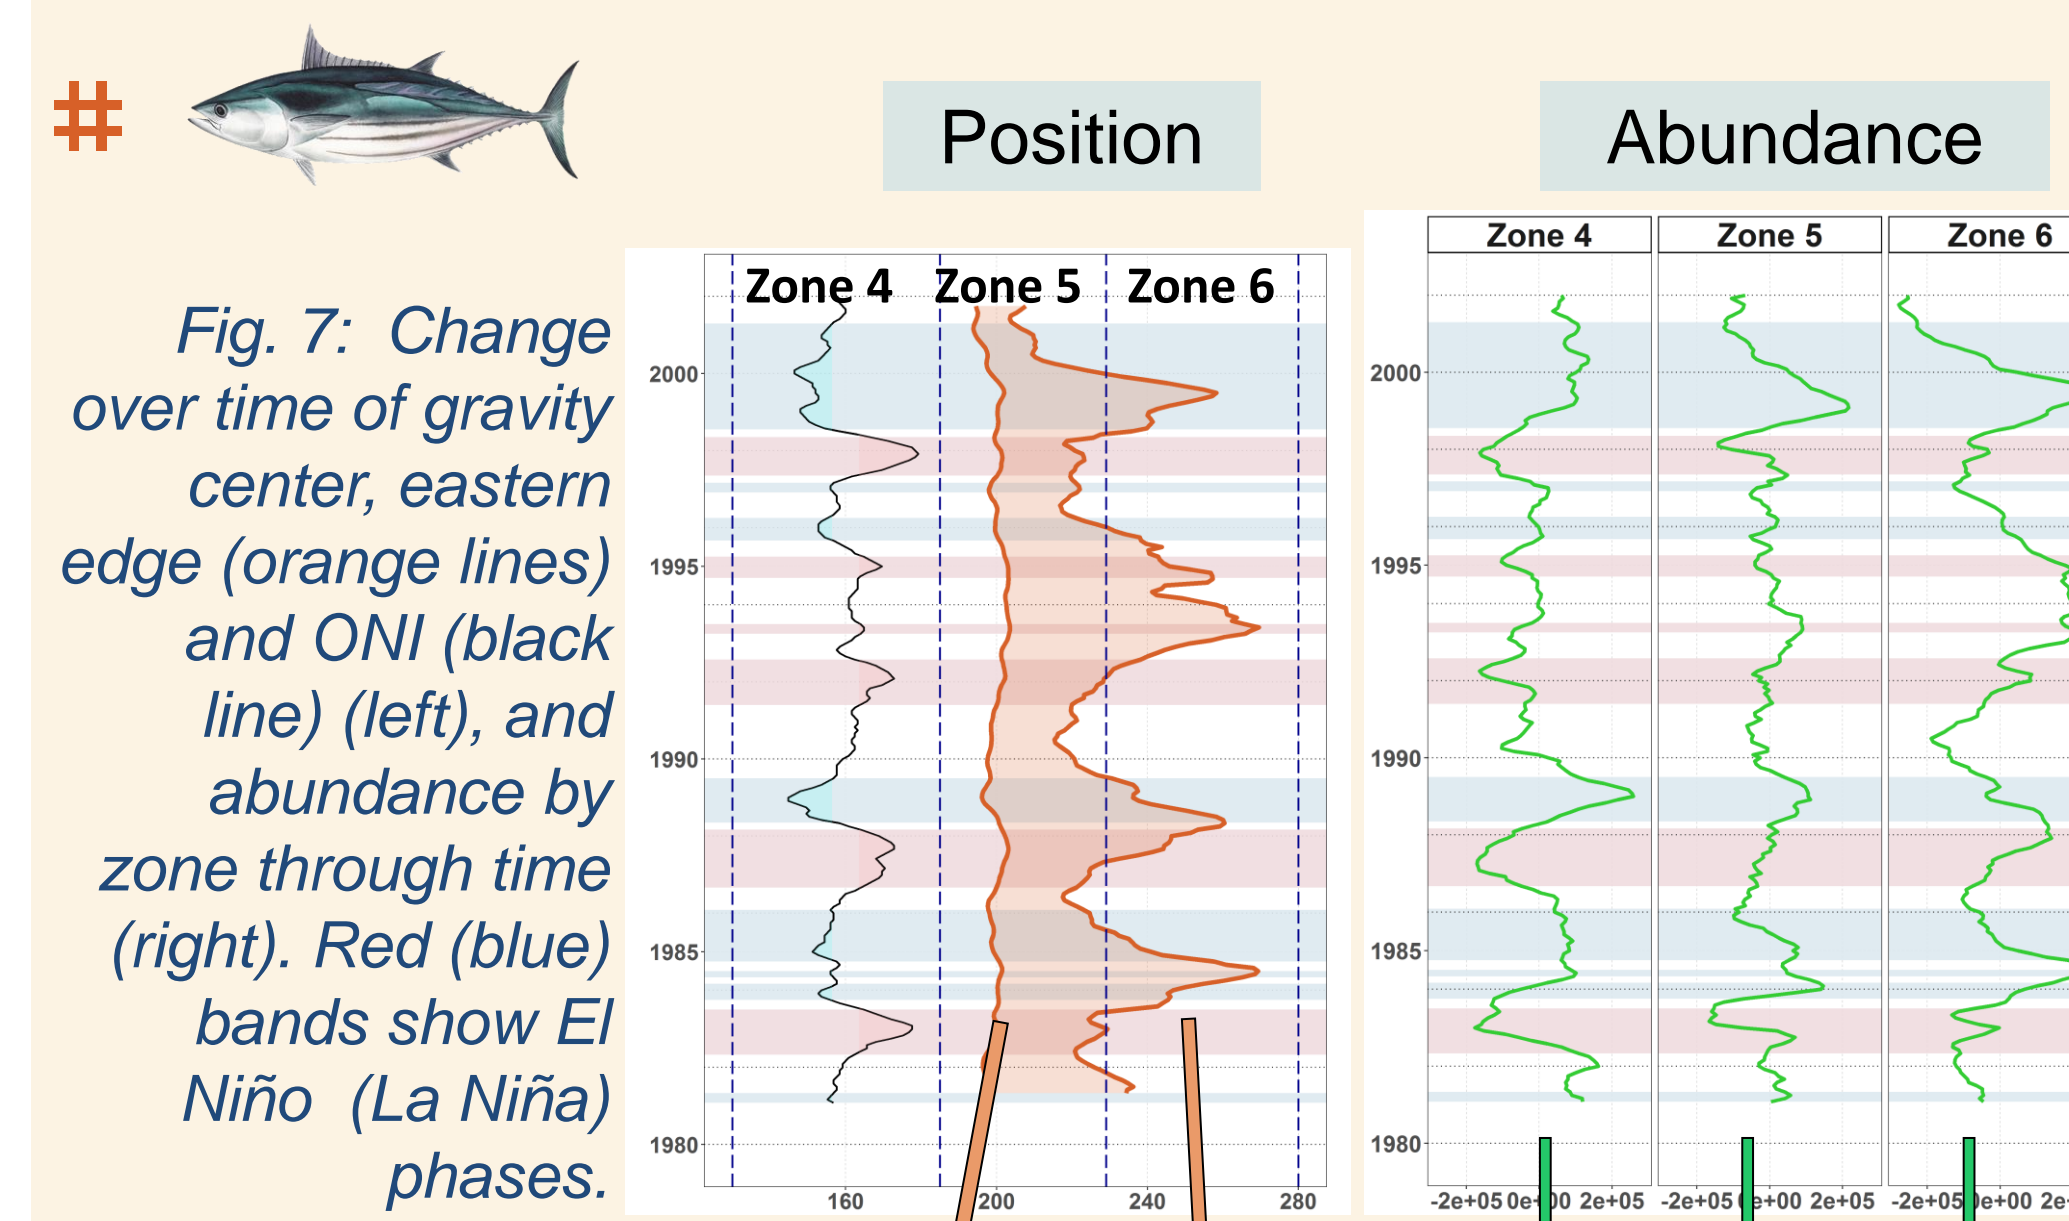 #
Position
Abundance
Fig. 7: Change
over time of gravity
center, eastern
edge (orange lines)
and ONI (black
line) (left), and
abundance by
zone through time
(right). Red (blue)
bands show El
Niño (La Niña)
phases.
Zone 4 Zone 5 Zone 6
2000
1995
1990
1985
1980
160 200 240 280
Zone 4 Zone 5 Zone 6
2000
1995
1990
1985
1980
-2e+05 2e+05 -2e+05 2e+05 -2e+05